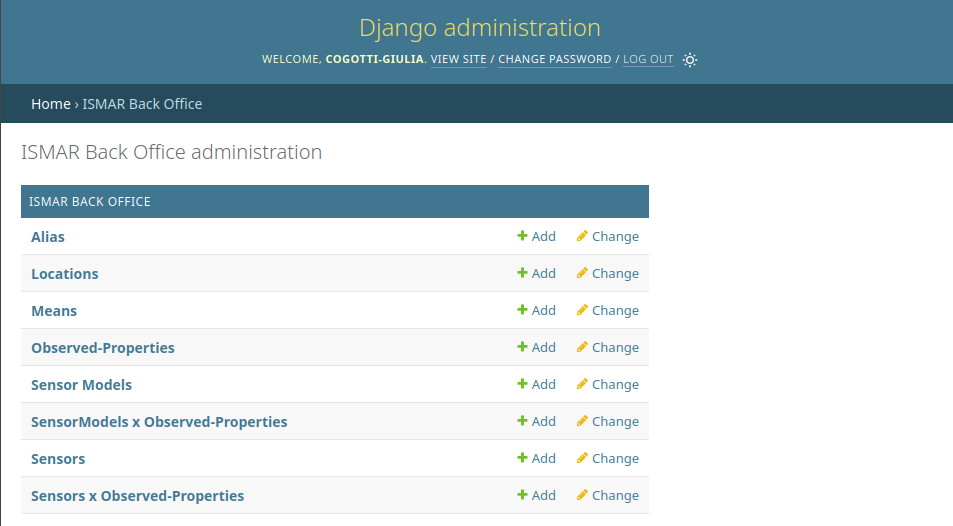 Django administration
WELCOME, COGOTTI-GIULIA. VIEW SITE / CHANGE PASSWORD / LOG OUT
Home › ISMAR Back Office
ISMAR Back Office administration
ISMAR BACK OFFICE
Alias Add Change
Locations Add Change
Means Add Change
Observed-Properties Add Change
Sensor Models Add Change
SensorModels x Observed-Properties Add Change
Sensors Add Change
Sensors x Observed-Properties Add Change